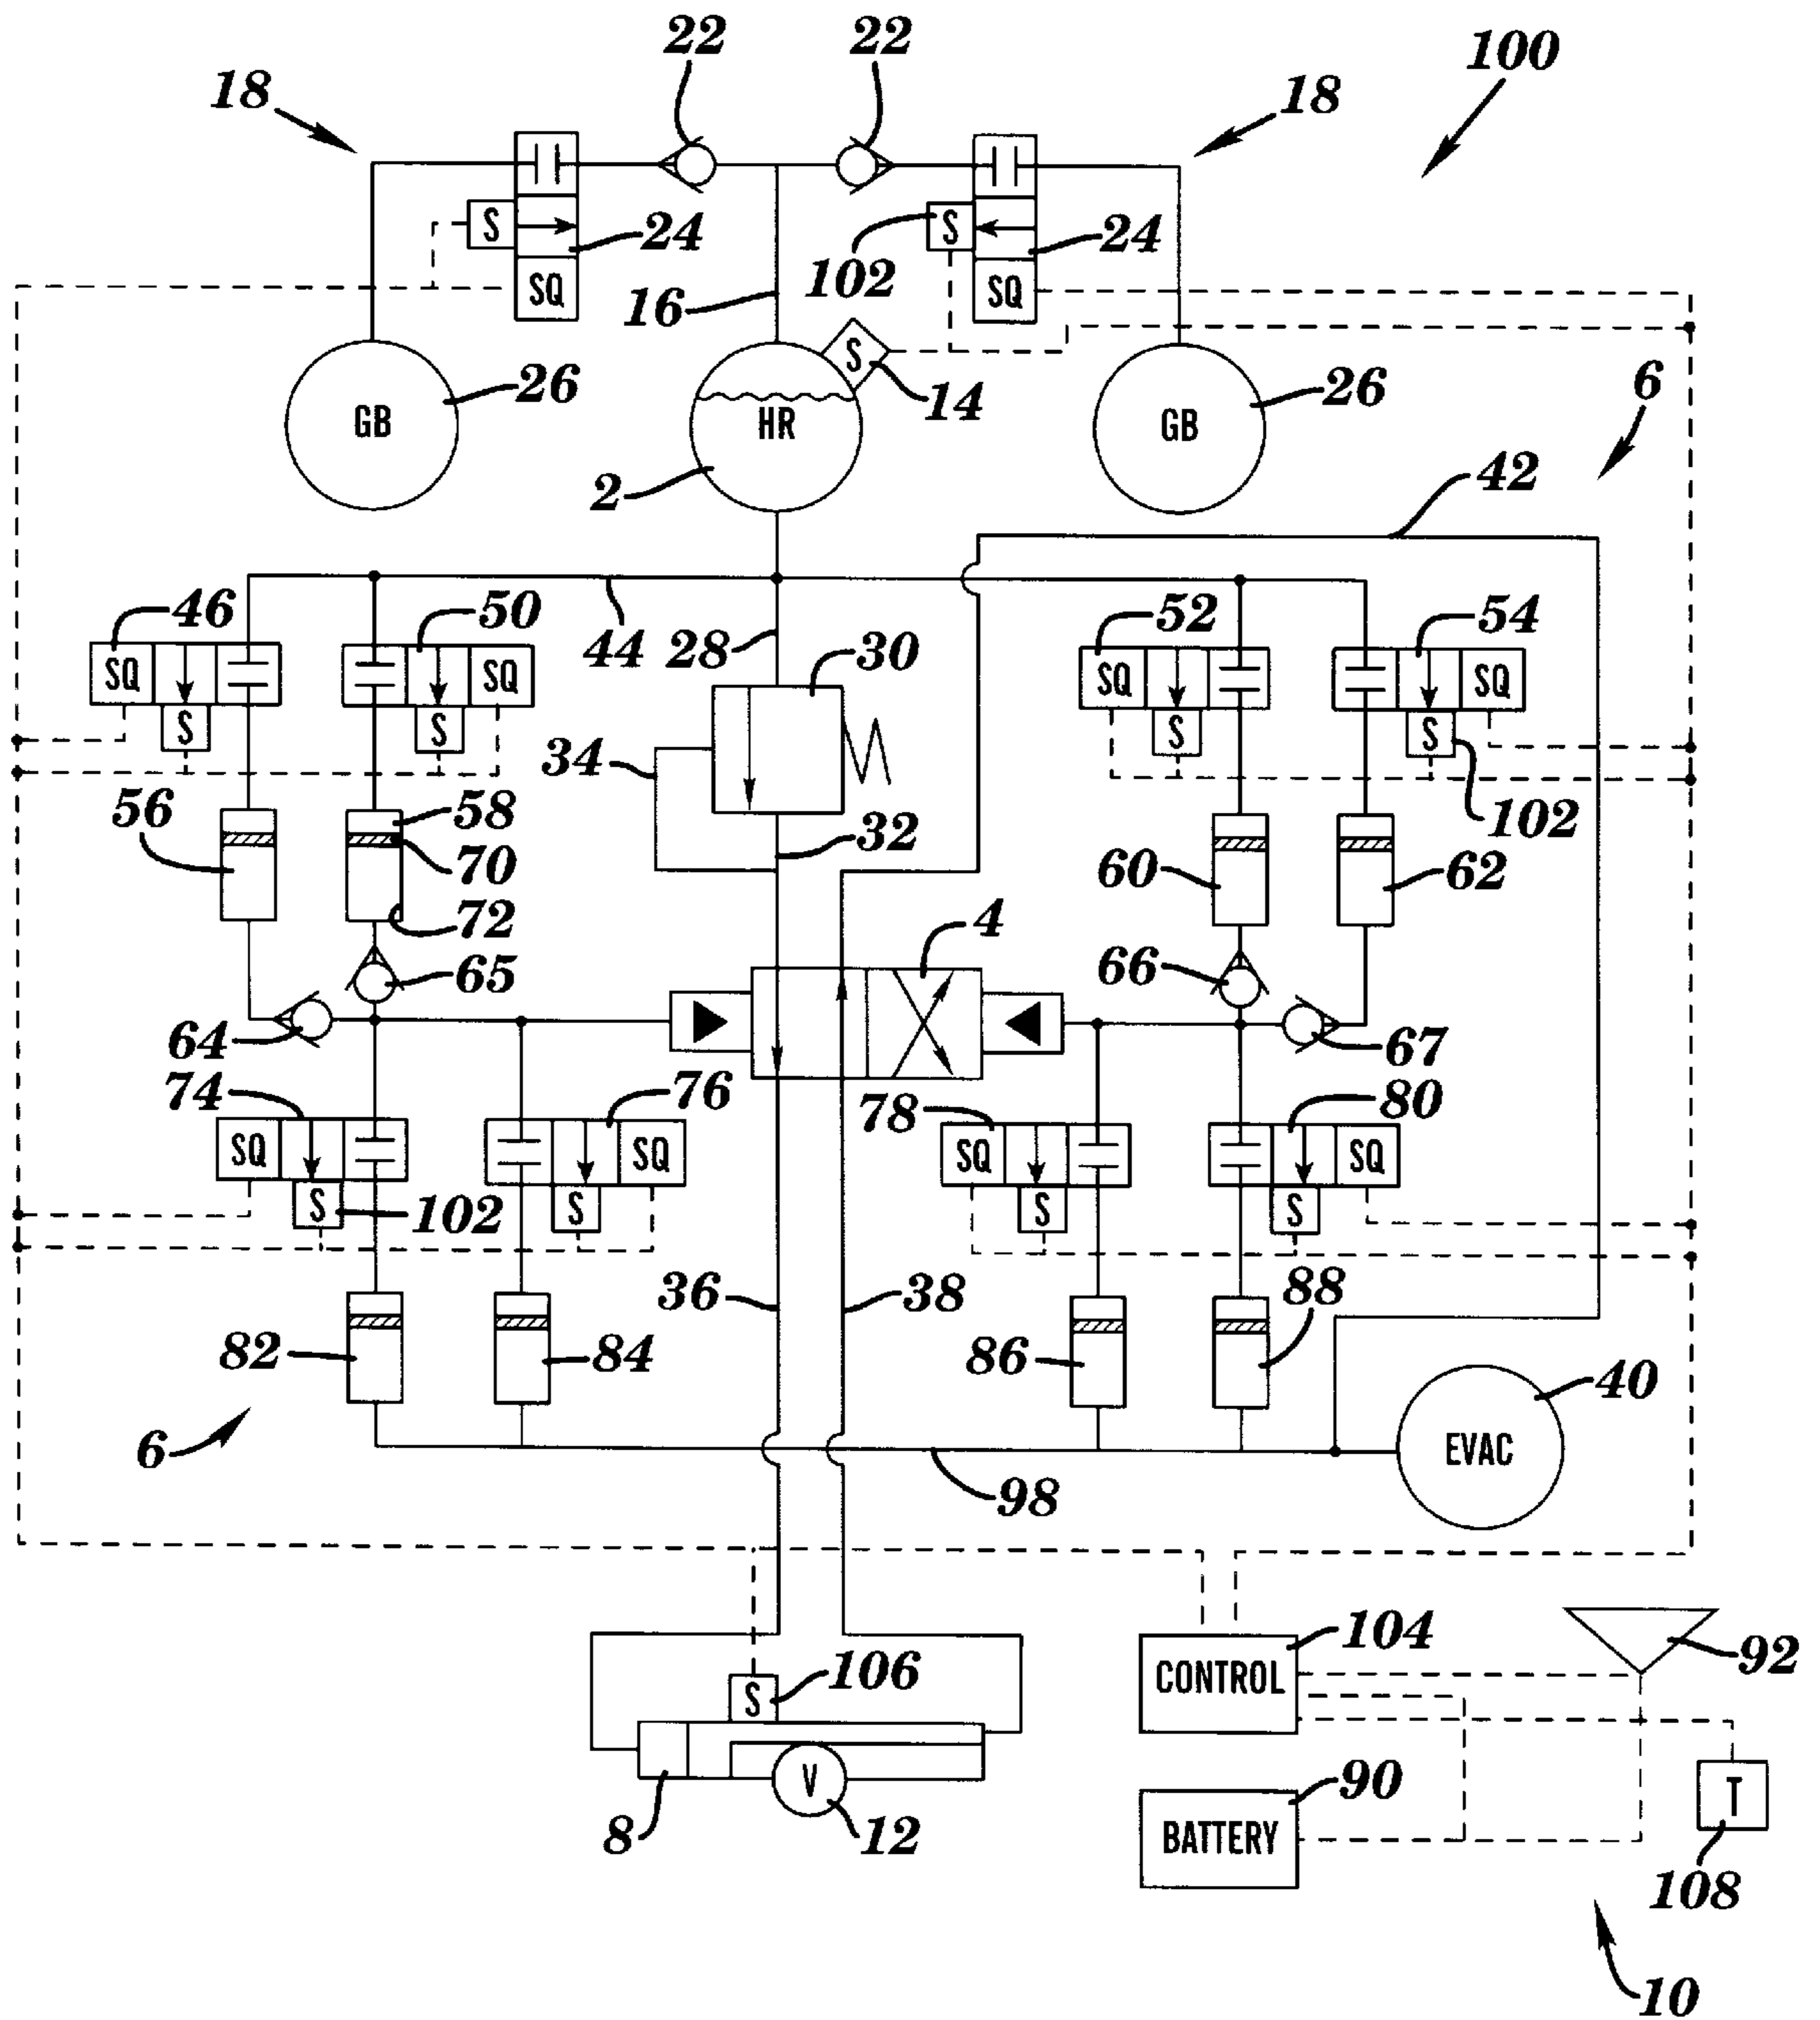 22 22
100
18 18
S 24 S 24
102
SQ SQ
16
S
26 14 26
GB HR GB
6
2
42
46 50 52 54
44 28 30
SQ SQ SQ SQ
S S S S
34
56 58 102
70 32 60 62
72
4
65 66
64 67
74 76 78 80
SQ SQ SQ SQ
S 102 S S S
36 38 88
82 84 86 40
6 EVAC
98
104
106 92
S CONTROL
V
90 T
8 12 BATTERY
108
10